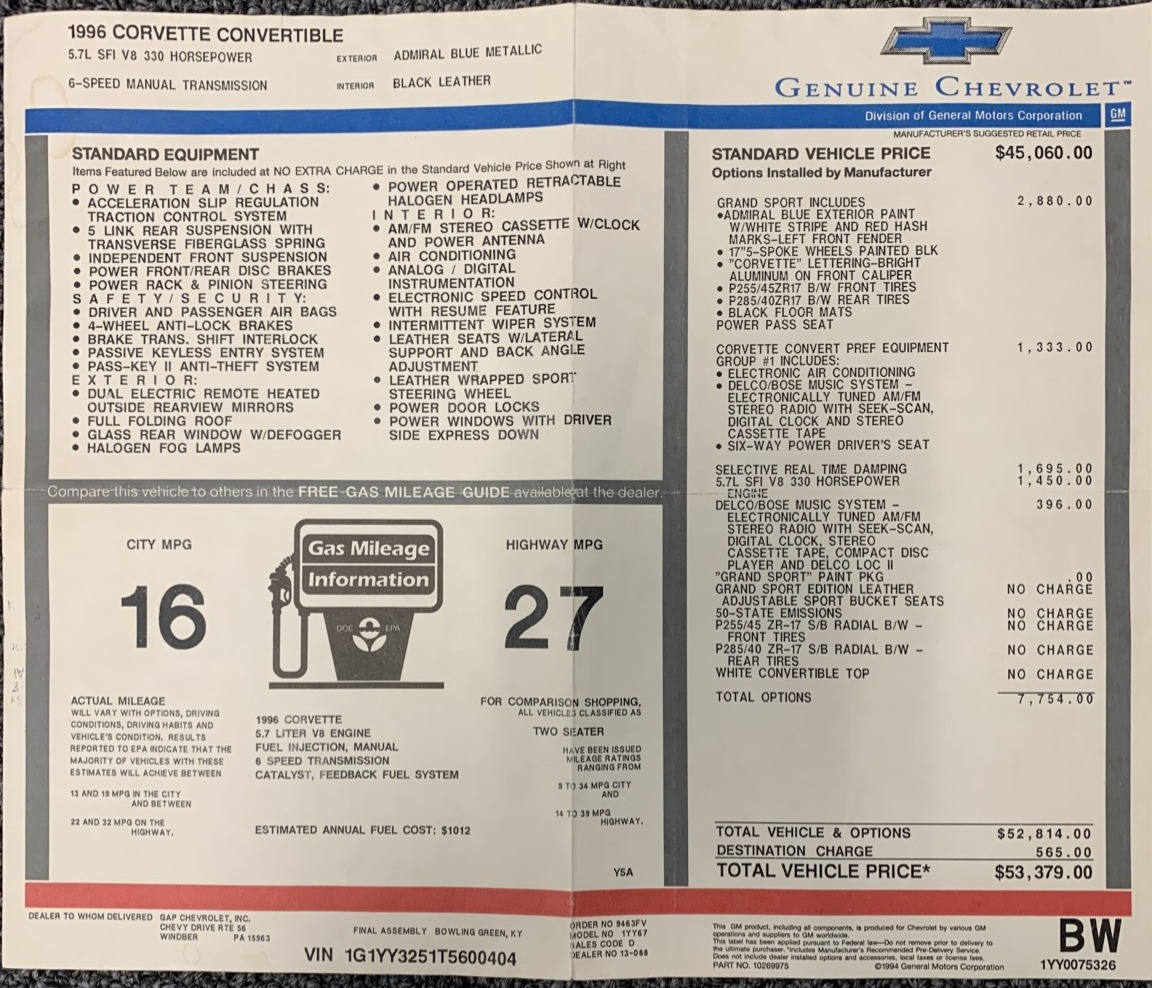 1996 CORVETTE CONVERTIBLE
5.7L SFI V8 330 HORSEPOWER
EXTERIOR ADMIRAL BLUE METALLIC
6-SPEED MANUAL TRANSMISSION
INTERIOR BLACK LEATHER
GENUINE CHEVROLET™
Division of General Motors Corporation GM
STANDARD EQUIPMENT
Items Featured Below are included at NO EXTRA CHARGE in the Standard Vehicle Price Shown at Right
POWER TEAM/CHASS:
• ACCELERATION SLIP REGULATION
TRACTION CONTROL SYSTEM
• 5 LINK REAR SUSPENSION WITH
TRANSVERSE FIBERGLASS SPRING
• INDEPENDENT FRONT SUSPENSION
• POWER FRONT/REAR DISC BRAKES
• POWER RACK & PINION STEERING
SAFETY/SECURITY:
• DRIVER AND PASSENGER AIR BAGS
• 4-WHEEL ANTI-LOCK BRAKES
• BRAKE TRANS. SHIFT INTERLOCK
• PASSIVE KEYLESS ENTRY SYSTEM
• PASS-KEY II ANTI-THEFT SYSTEM
EXTERIOR:
• DUAL ELECTRIC REMOTE HEATED
OUTSIDE REARVIEW MIRRORS
• FULL FOLDING ROOF
• GLASS REAR WINDOW W/DEFOGGER
• HALOGEN FOG LAMPS
• POWER OPERATED RETRACTABLE
HALOGEN HEADLAMPS
INTERIOR:
• AM/FM STEREO CASSETTE W/CLOCK
AND POWER ANTENNA
• AIR CONDITIONING
• ANALOG / DIGITAL
INSTRUMENTATION
• ELECTRONIC SPEED CONTROL
WITH RESUME FEATURE
• INTERMITTENT WIPER SYSTEM
• LEATHER SEATS W/LATERAL
SUPPORT AND BACK ANGLE
ADJUSTMENT
• LEATHER WRAPPED SPORT
STEERING WHEEL
• POWER DOOR LOCKS
• POWER WINDOWS WITH DRIVER
SIDE EXPRESS DOWN
Compare this vehicle to others in the FREE GAS MILEAGE GUIDE available at the dealer.
CITY MPG
16
Gas Mileage
Information
DOE EPA
HIGHWAY MPG
27
ACTUAL MILEAGE
WILL VARY WITH OPTIONS, DRIVING
CONDITIONS, DRIVING HABITS AND
VEHICLE'S CONDITION. RESULTS
REPORTED TO EPA INDICATE THAT THE
MAJORITY OF VEHICLES WITH THESE
ESTIMATES WILL ACHIEVE BETWEEN
13 AND 19 MPG IN THE CITY
AND BETWEEN
22 AND 32 MPG ON THE
HIGHWAY.
1996 CORVETTE
5.7 LITER V8 ENGINE
FUEL INJECTION, MANUAL
6 SPEED TRANSMISSION
CATALYST, FEEDBACK FUEL SYSTEM
ESTIMATED ANNUAL FUEL COST: $1012
FOR COMPARISON SHOPPING,
ALL VEHICLES CLASSIFIED AS
TWO SEATER
HAVE BEEN ISSUED
MILEAGE RATINGS
RANGING FROM
9 TO 34 MPG CITY
AND
14 TO 39 MPG
HIGHWAY.
Y5A
MANUFACTURER'S SUGGESTED RETAIL PRICE
STANDARD VEHICLE PRICE $45,060.00
Options Installed by Manufacturer
GRAND SPORT INCLUDES 2,880.00
•ADMIRAL BLUE EXTERIOR PAINT
W/WHITE STRIPE AND RED HASH
MARKS-LEFT FRONT FENDER
• 17"5-SPOKE WHEELS PAINTED BLK
• "CORVETTE" LETTERING-BRIGHT
ALUMINUM ON FRONT CALIPER
• P255/45ZR17 B/W FRONT TIRES
• P285/40ZR17 B/W REAR TIRES
• BLACK FLOOR MATS
POWER PASS SEAT
CORVETTE CONVERT PREF EQUIPMENT 1,333.00
GROUP #1 INCLUDES:
• ELECTRONIC AIR CONDITIONING
• DELCO/BOSE MUSIC SYSTEM -
ELECTRONICALLY TUNED AM/FM
STEREO RADIO WITH SEEK-SCAN,
DIGITAL CLOCK AND STEREO
CASSETTE TAPE
• SIX-WAY POWER DRIVER'S SEAT
SELECTIVE REAL TIME DAMPING 1,695.00
5.7L SFI V8 330 HORSEPOWER 1,450.00
ENGINE
DELCO/BOSE MUSIC SYSTEM - 396.00
ELECTRONICALLY TUNED AM/FM
STEREO RADIO WITH SEEK-SCAN,
DIGITAL CLOCK, STEREO
CASSETTE TAPE, COMPACT DISC
PLAYER AND DELCO LOC II
"GRAND SPORT" PAINT PKG .00
GRAND SPORT EDITION LEATHER NO CHARGE
ADJUSTABLE SPORT BUCKET SEATS
50-STATE EMISSIONS NO CHARGE
P255/45 ZR-17 S/B RADIAL B/W - NO CHARGE
FRONT TIRES
P285/40 ZR-17 S/B RADIAL B/W - NO CHARGE
REAR TIRES
WHITE CONVERTIBLE TOP NO CHARGE
TOTAL OPTIONS 7,754.00
TOTAL VEHICLE & OPTIONS $52,814.00
DESTINATION CHARGE 565.00
TOTAL VEHICLE PRICE* $53,379.00
DEALER TO WHOM DELIVERED GAP CHEVROLET, INC.
CHEVY DRIVE RTE 56
WINDBER PA 15963
FINAL ASSEMBLY BOWLING GREEN, KY
VIN 1G1YY3251T5600404
ORDER NO 9463FV
MODEL NO 1YY67
SALES CODE D
DEALER NO 13-088
This GM product, including all components, is produced for Chevrolet by various GM
operations and suppliers to GM worldwide.
This label has been applied pursuant to Federal law—Do not remove prior to delivery to
the ultimate purchaser. *Includes Manufacturer's Recommended Pre-Delivery Service.
Does not include dealer installed options and accessories, local taxes or license fees.
PART NO. 10269975 ©1994 General Motors Corporation
BW
1YY0075326